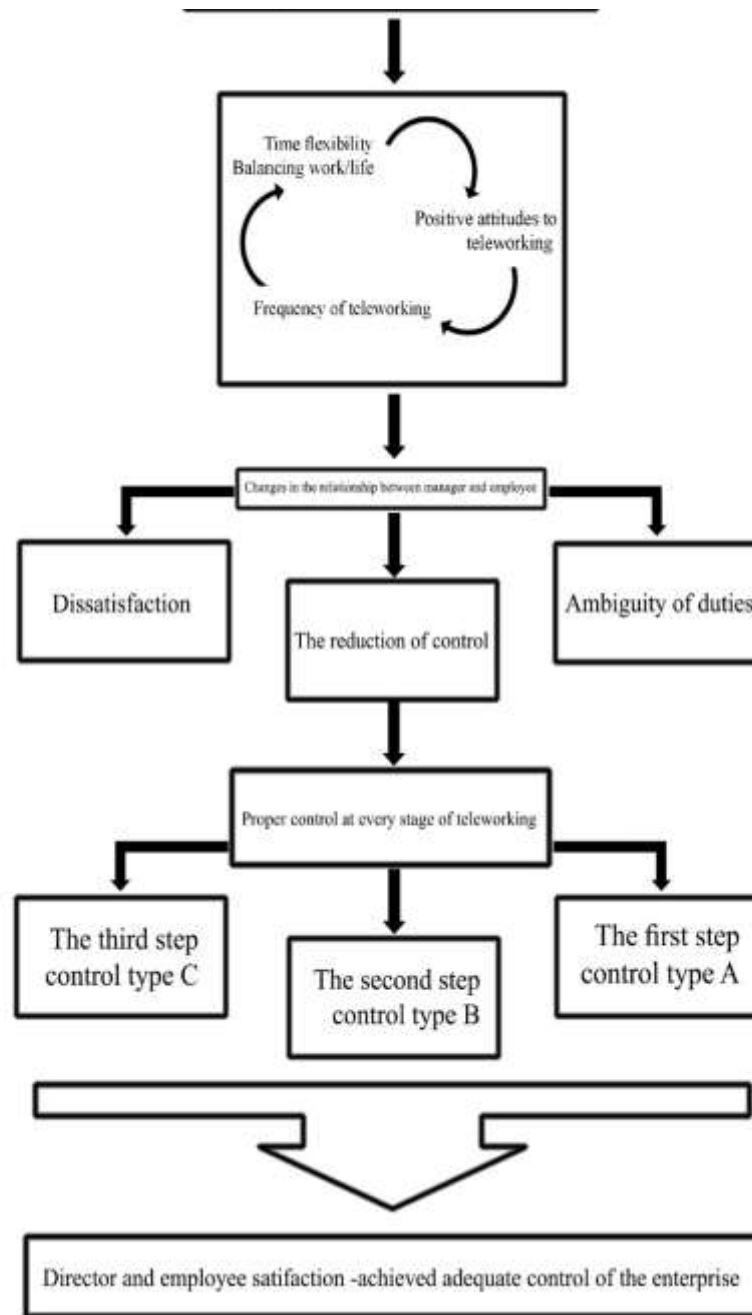 Time flexibility
Balancing work/life
Positive attitudes to
teleworking
Frequency of teleworking
Changes in the relationship between manager and employee
Dissatisfaction
The reduction of control
Ambiguity of duties
Proper control at every stage of teleworking
The third step
control type C
The second step
control type B
The first step
control type A
Director and employee satifaction -achieved adequate control of the enterprise